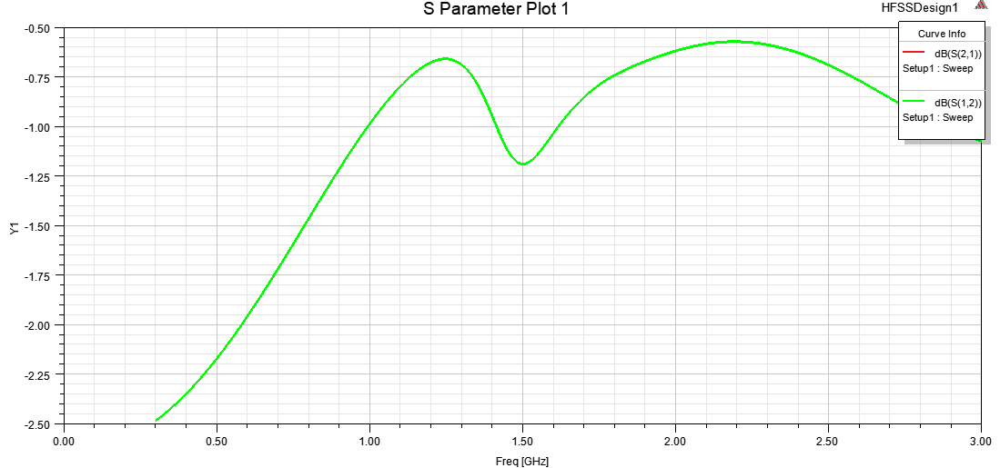 S Parameter Plot 1
HFSSDesign1
Curve Info
dB(S(2,1))
Setup1 : Sweep
dB(S(1,2))
Setup1 : Sweep
Y1
-0.50
-0.75
-1.00
-1.25
-1.50
-1.75
-2.00
-2.25
-2.50
0.00 0.50 1.00 1.50 2.00 2.50 3.00
Freq [GHz]